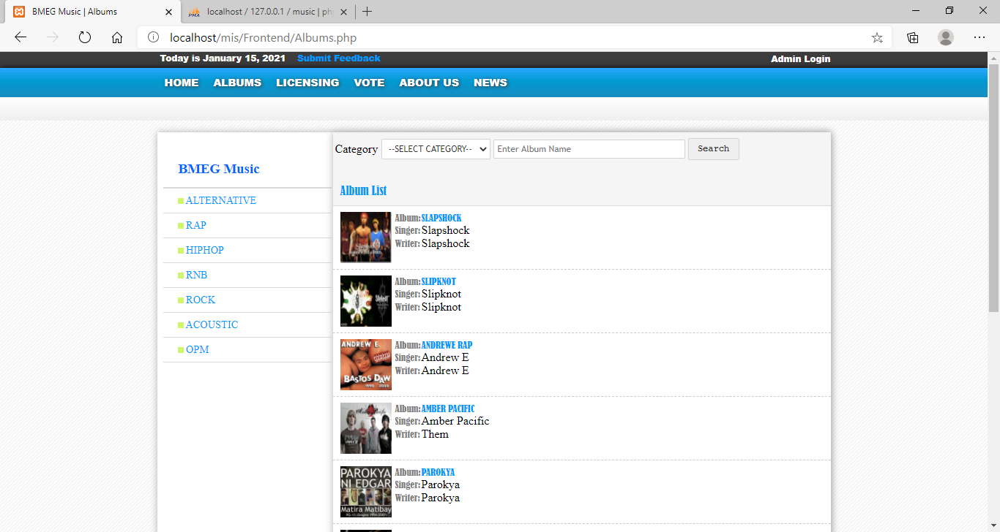 BMEG Music | Albums
localhost / 127.0.0.1 / music | php
localhost/mis/Frontend/Albums.php
Today is January 15, 2021 Submit Feedback Admin Login
HOME ALBUMS LICENSING VOTE ABOUT US NEWS
Category --SELECT CATEGORY-- Enter Album Name Search
BMEG Music
ALTERNATIVE
RAP
HIPHOP
RNB
ROCK
ACOUSTIC
OPM
Album List
Album: SLAPSHOCK
Singer: Slapshock
Writer: Slapshock
Album: SLIPKNOT
Singer: Slipknot
Writer: Slipknot
ANDREW E.
BASTOS DAW
1990 2000
Album: ANDREWE RAP
Singer: Andrew E
Writer: Andrew E
Album: AMBER PACIFIC
Singer: Amber Pacific
Writer: Them
PAROKYA
NI EDGAR
Matira Matibay
Album: PAROKYA
Singer: Parokya
Writer: Parokya